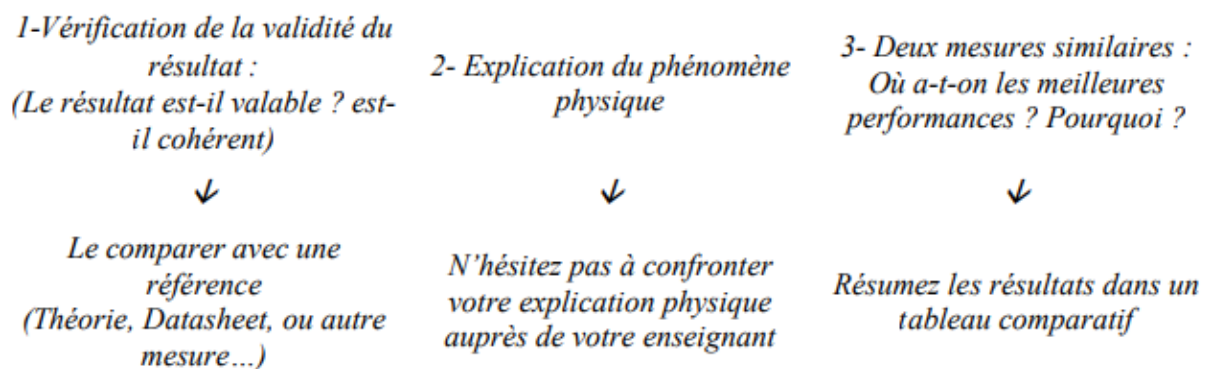 1-Vérification de la validité du
résultat :
(Le résultat est-il valable ? est-
il cohérent)
↓
Le comparer avec une
référence
(Théorie, Datasheet, ou autre
mesure…)
2- Explication du phénomène
physique
↓
N’hésitez pas à confronter
votre explication physique
auprès de votre enseignant
3- Deux mesures similaires :
Où a-t-on les meilleures
performances ? Pourquoi ?
↓
Résumez les résultats dans un
tableau comparatif